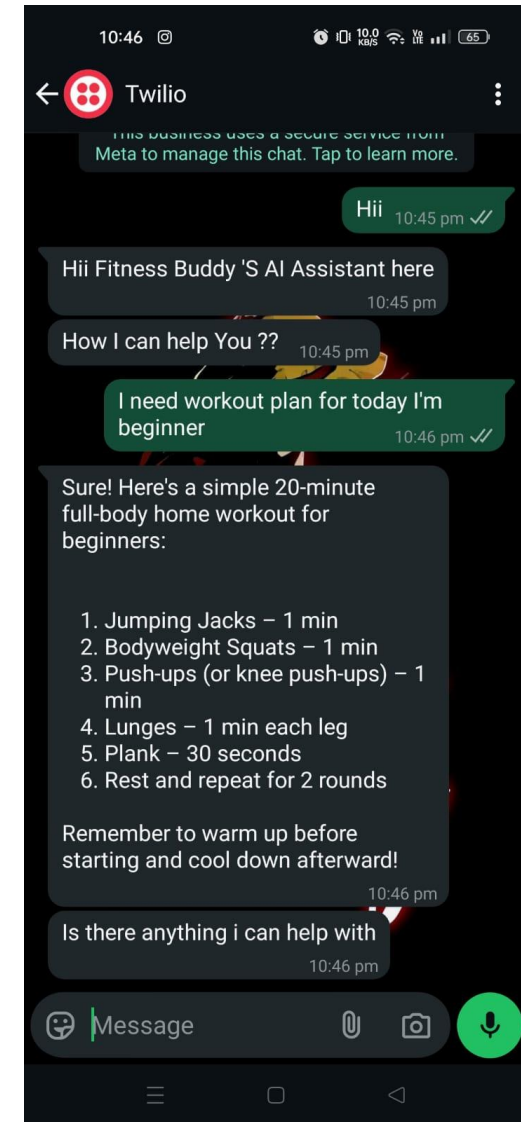 10:46
10.0 KB/S Vo LTE 65
Twilio
This business uses a secure service from
Meta to manage this chat. Tap to learn more.
Hii
10:45 pm
Hii Fitness Buddy 'S AI Assistant here
10:45 pm
How I can help You ??
10:45 pm
I need workout plan for today I'm
beginner
10:46 pm
Sure! Here's a simple 20-minute
full-body home workout for
beginners:
1. Jumping Jacks – 1 min
2. Bodyweight Squats – 1 min
3. Push-ups (or knee push-ups) – 1
min
4. Lunges – 1 min each leg
5. Plank – 30 seconds
6. Rest and repeat for 2 rounds
Remember to warm up before
starting and cool down afterward!
10:46 pm
Is there anything i can help with
10:46 pm
Message